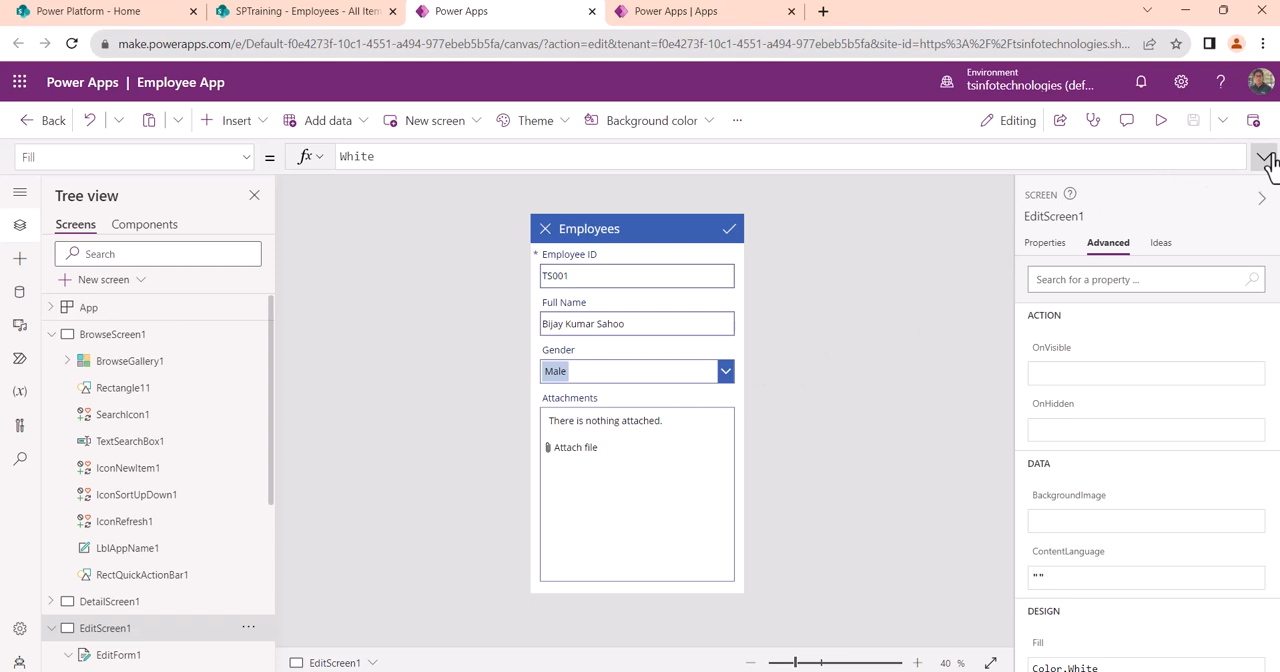 Power Platform - Home
SPTraining - Employees - All Item
Power Apps
Power Apps | Apps
make.powerapps.com/e/Default-f0e4273f-10c1-4551-a494-977ebeb5b5fa/canvas/?action=edit&tenant=f0e4273f-10c1-4551-a494-977ebeb5b5fa&site-id=https%3A%2F%2Ftsinfotechnologies.sh...
Power Apps | Employee App
Environment
tsinfotechnologies (def...
Back
Insert
Add data
New screen
Theme
Background color
...
Editing
Fill
=
fx
White
Tree view
Screens
Components
Search
New screen
App
BrowseScreen1
BrowseGallery1
Rectangle11
SearchIcon1
TextSearchBox1
IconNewItem1
IconSortUpDown1
IconRefresh1
LblAppName1
RectQuickActionBar1
DetailScreen1
EditScreen1
...
EditForm1
Employees
* Employee ID
TS001
Full Name
Bijay Kumar Sahoo
Gender
Male
Attachments
There is nothing attached.
Attach file
EditScreen1
40 %
SCREEN
EditScreen1
Properties
Advanced
Ideas
Search for a property ...
ACTION
OnVisible
OnHidden
DATA
BackgroundImage
ContentLanguage
""
DESIGN
Fill
Color.White